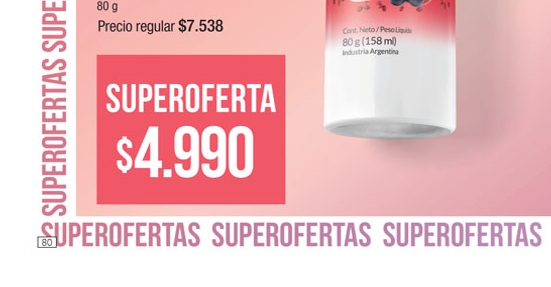 80 g
Precio regular $7.538
SUPEROFERTA
$4.990
Cont. Neto / Peso Líquido
80 g (158 ml)
Industria Argentina
SUPEROFERTAS SUPE
SUPEROFERTAS SUPEROFERTAS SUPEROFERTAS
80